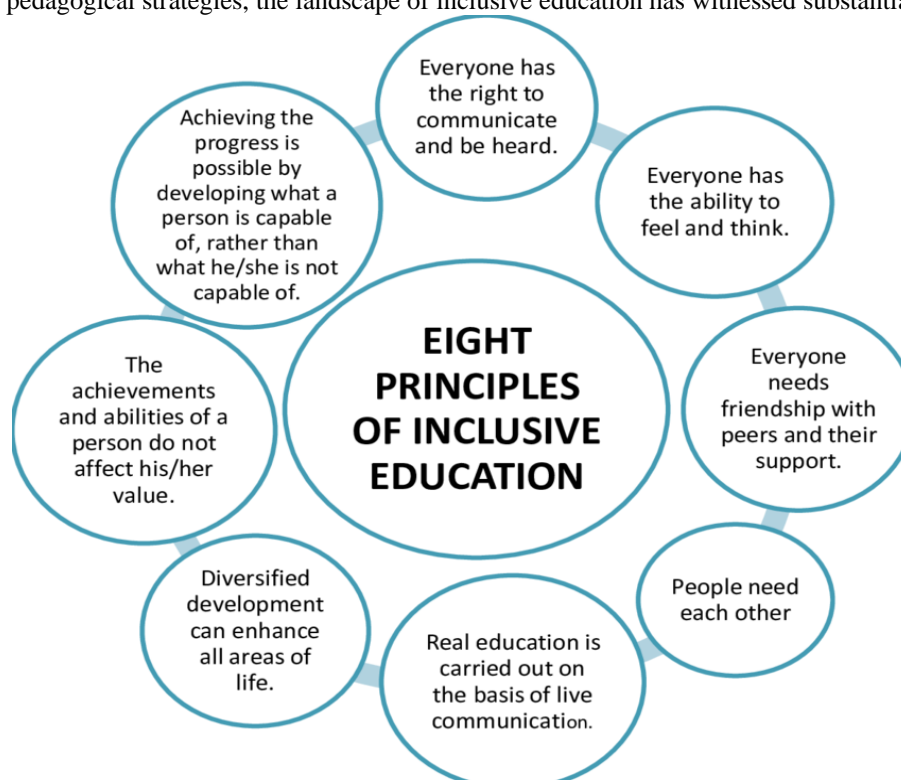 pedagogical strategies, the landscape of inclusive education has witnessed substantia
Everyone has
the right to
communicate
and be heard.
Everyone has
the ability to
feel and think.
Everyone
needs
friendship with
peers and their
support.
People need
each other
Real education is
carried out on
the basis of live
communication.
Diversified
development
can enhance
all areas of
life.
The
achievements
and abilities of a
person do not
affect his/her
value.
Achieving the
progress is
possible by
developing what a
person is capable
of, rather than
what he/she is not
capable of.
EIGHT
PRINCIPLES
OF INCLUSIVE
EDUCATION